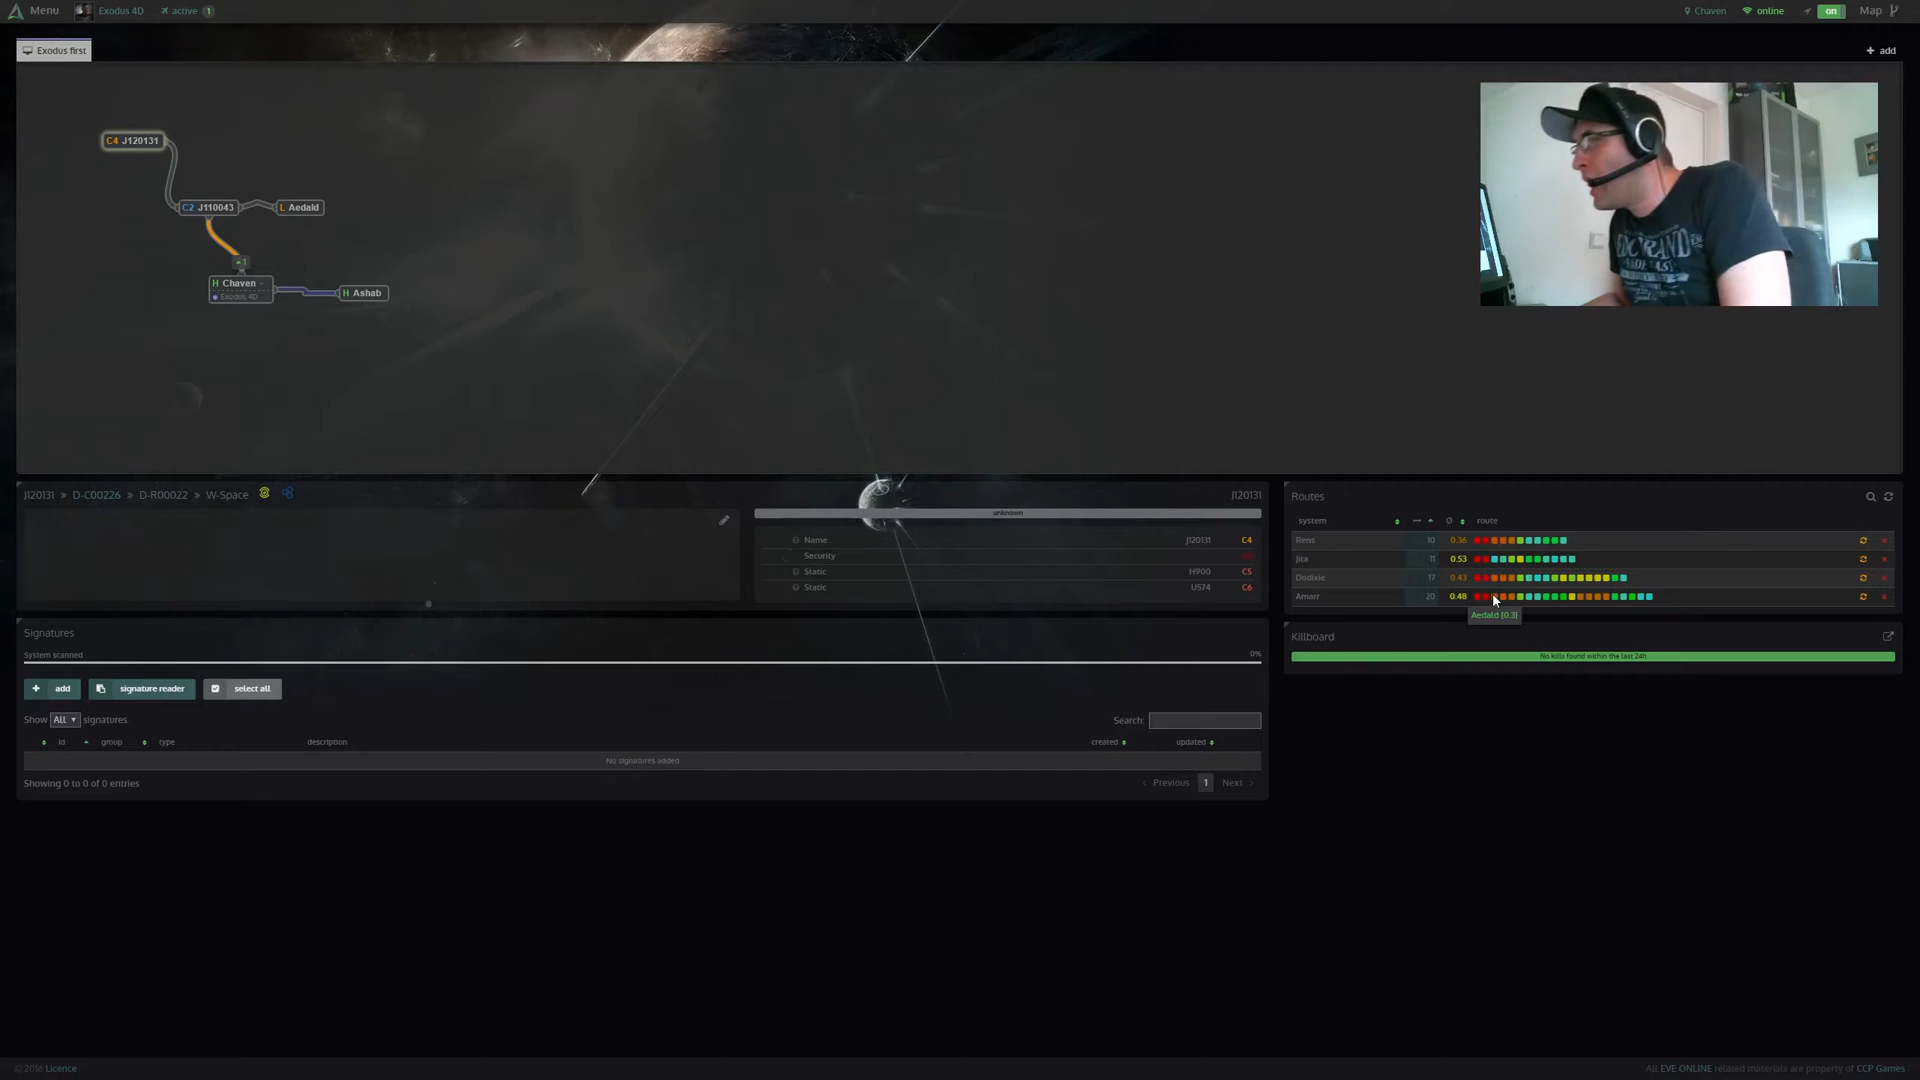 Menu Exodus 4D active 1 Chaven online on Map
Exodus first + add
C4 J120131
C2 J110043 L Aedald
1
H Chaven
Exodus 4D
H Ashab
J120131 » D-C00226 » D-R00022 » W-Space J120131
unknown
Name J120131 C4
Security
Static H900 C5
Static U574 C6
Routes
system route
Rens 10 0.36
Jita 11 0.53
Dodixie 17 0.43
Amarr 20 0.48
Aedald [0.3]
Signatures
System scanned 0%
+ add signature reader select all
Show All signatures Search:
id group type description created updated
No signatures added
Showing 0 to 0 of 0 entries Previous 1 Next
Killboard
No kills found within the last 24h
© 2016 Licence All EVE ONLINE related materials are property of CCP Games